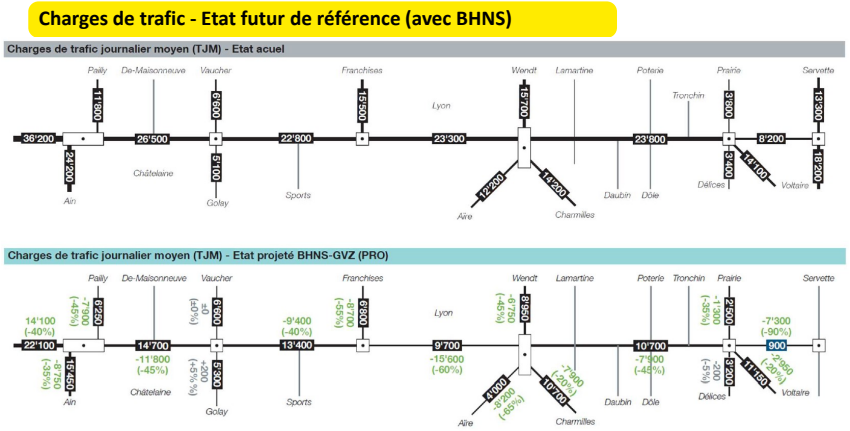 Charges de trafic - Etat futur de référence (avec BHNS)
Charges de trafic journalier moyen (TJM) - Etat acuel
Pailly De-Maisonneuve Vaucher Franchises Wendt Lamartine Poterie Prairie Servette
Tronchin
Lyon
11'800 6'600 15'500 15'700 3'800 13'300
36'200 26'500 22'800 23'300 23'800 8'200
24'200 5'100 12'200 14'200 3'400 14'100 18'200
Châtelaine
Ain Golay Sports Aïre Charmilles Daubin Dôle Délices Voltaire
Charges de trafic journalier moyen (TJM) - Etat projeté BHNS-GVZ (PRO)
Pailly De-Maisonneuve Vaucher Franchises Wendt Lamartine Poterie Tronchin Prairie Servette
-7'900 (-45%) 6'250 ±0 (±0%) 6'600 -8'700 (-55%) 6'800 -6'750 (-45%) 8'950 -1'300 (-35%) 2'500
Lyon
14'100 (-40%) -9'400 (-40%) -7'300 (-90%)
22'100 14'700 13'400 9'700 10'700 900
-11'800 (-45%) -15'600 (-60%) -7'900 (-45%)
-8'750 (-35%) 15'450 +200 (+5%%) 5'300 4'000 -8'200 (-65%) 10'700 -7'900 (-20%) -200 (-5%) 3'200 11'150 -2'950 (-20%)
Châtelaine
Ain Golay Sports Aïre Charmilles Daubin Dôle Délices Voltaire